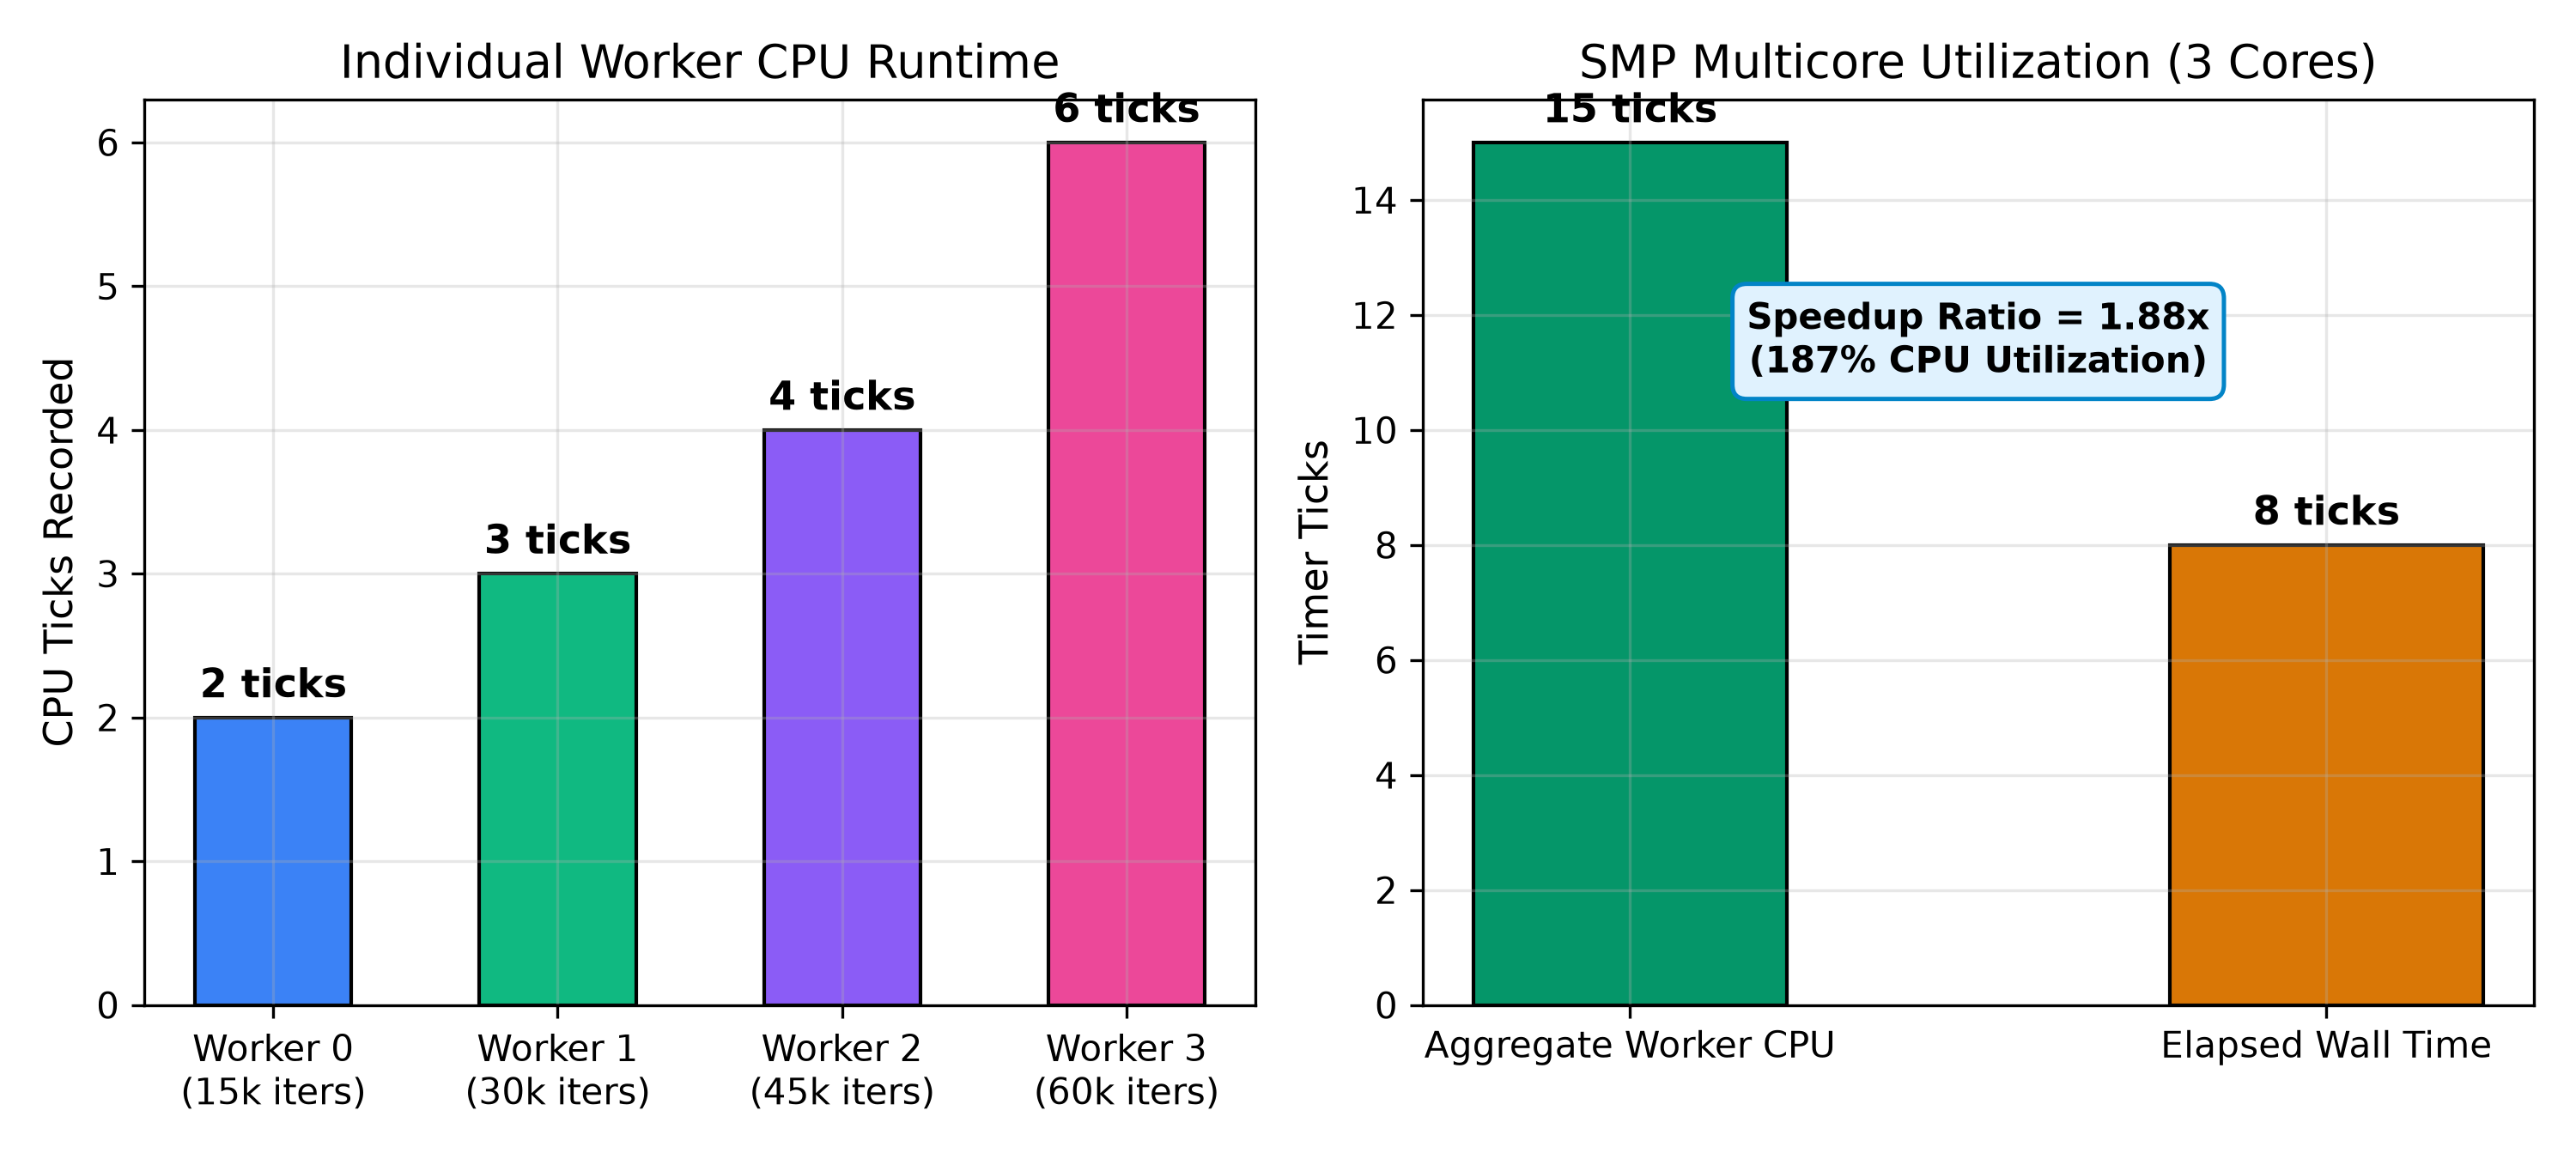 Individual Worker CPU Runtime
CPU Ticks Recorded
6
5
4
3
2
1
0
2 ticks
3 ticks
4 ticks
6 ticks
Worker 0
(15k iters)
Worker 1
(30k iters)
Worker 2
(45k iters)
Worker 3
(60k iters)
SMP Multicore Utilization (3 Cores)
Timer Ticks
14
12
10
8
6
4
2
0
15 ticks
Speedup Ratio = 1.88x
(187% CPU Utilization)
8 ticks
Aggregate Worker CPU
Elapsed Wall Time